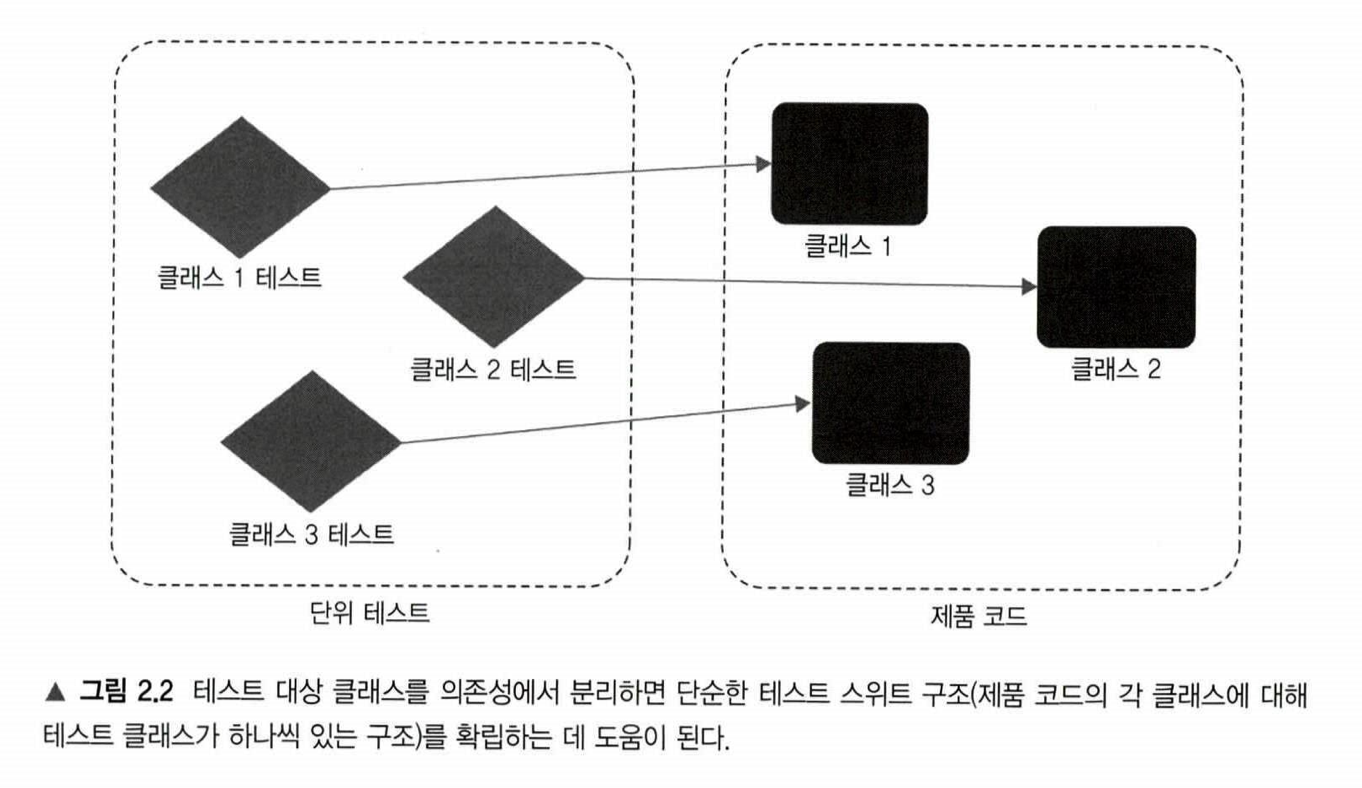 클래스 1 테스트
클래스 2 테스트
클래스 3 테스트
단위 테스트
클래스 1
클래스 2
클래스 3
제품 코드
▲ 그림 2.2 테스트 대상 클래스를 의존성에서 분리하면 단순한 테스트 스위트 구조(제품 코드의 각 클래스에 대해
테스트 클래스가 하나씩 있는 구조)를 확립하는 데 도움이 된다.